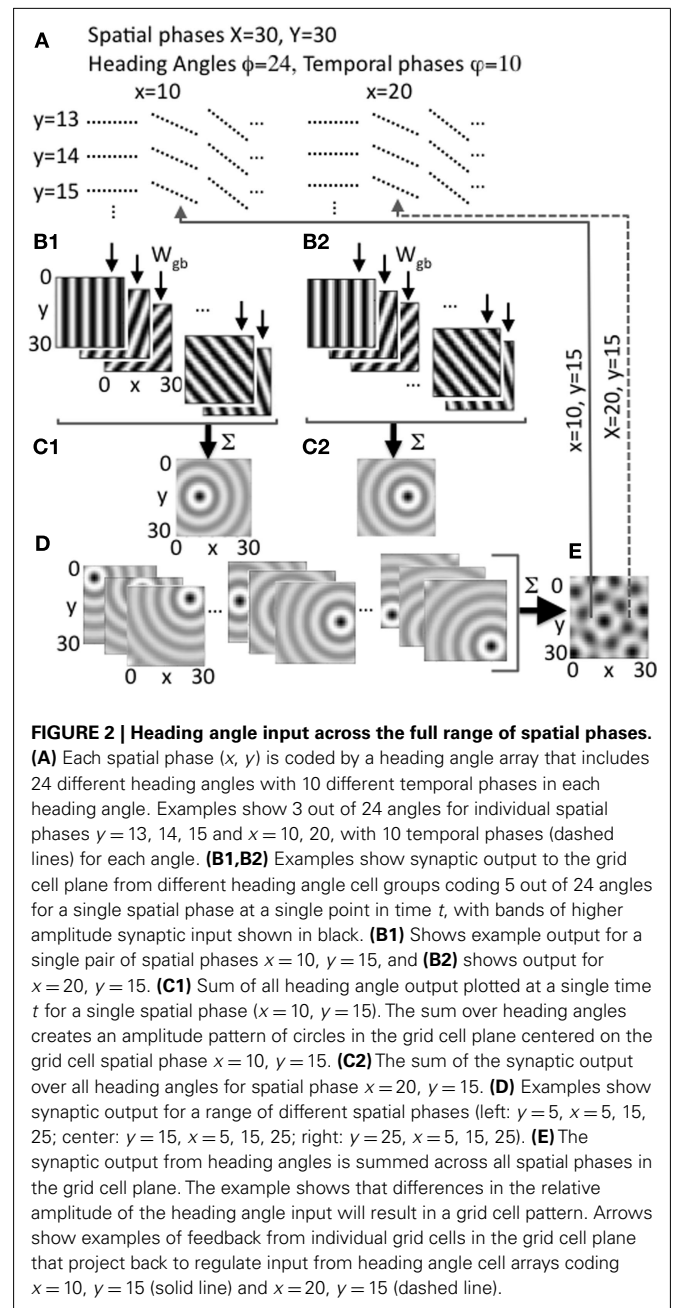 A Spatial phases X=30, Y=30
Heading Angles ϕ=24, Temporal phases φ=10
x=10 x=20
y=13 ... ...
y=14 ... ...
y=15 ... ...
B1 W_gb B2 W_gb
0
y
30
... ...
0 x 30
...
x=10, y=15
X=20, y=15
C1 Σ C2 Σ
0
y
30
0 x 30
D E
0
y
30
... ...
0 x 30
Σ 0
y
30
0 x 30
FIGURE 2 | Heading angle input across the full range of spatial phases.
(A) Each spatial phase (x, y) is coded by a heading angle array that includes
24 different heading angles with 10 different temporal phases in each
heading angle. Examples show 3 out of 24 angles for individual spatial
phases y = 13, 14, 15 and x = 10, 20, with 10 temporal phases (dashed
lines) for each angle. (B1,B2) Examples show synaptic output to the grid
cell plane from different heading angle cell groups coding 5 out of 24 angles
for a single spatial phase at a single point in time t, with bands of higher
amplitude synaptic input shown in black. (B1) Shows example output for a
single pair of spatial phases x = 10, y = 15, and (B2) shows output for
x = 20, y = 15. (C1) Sum of all heading angle output plotted at a single time
t for a single spatial phase (x = 10, y = 15). The sum over heading angles
creates an amplitude pattern of circles in the grid cell plane centered on the
grid cell spatial phase x = 10, y = 15. (C2) The sum of the synaptic output
over all heading angles for spatial phase x = 20, y = 15. (D) Examples show
synaptic output for a range of different spatial phases (left: y = 5, x = 5, 15,
25; center: y = 15, x = 5, 15, 25; right: y = 25, x = 5, 15, 25). (E) The
synaptic output from heading angles is summed across all spatial phases in
the grid cell plane. The example shows that differences in the relative
amplitude of the heading angle input will result in a grid cell pattern. Arrows
show examples of feedback from individual grid cells in the grid cell plane
that project back to regulate input from heading angle cell arrays coding
x = 10, y = 15 (solid line) and x = 20, y = 15 (dashed line).